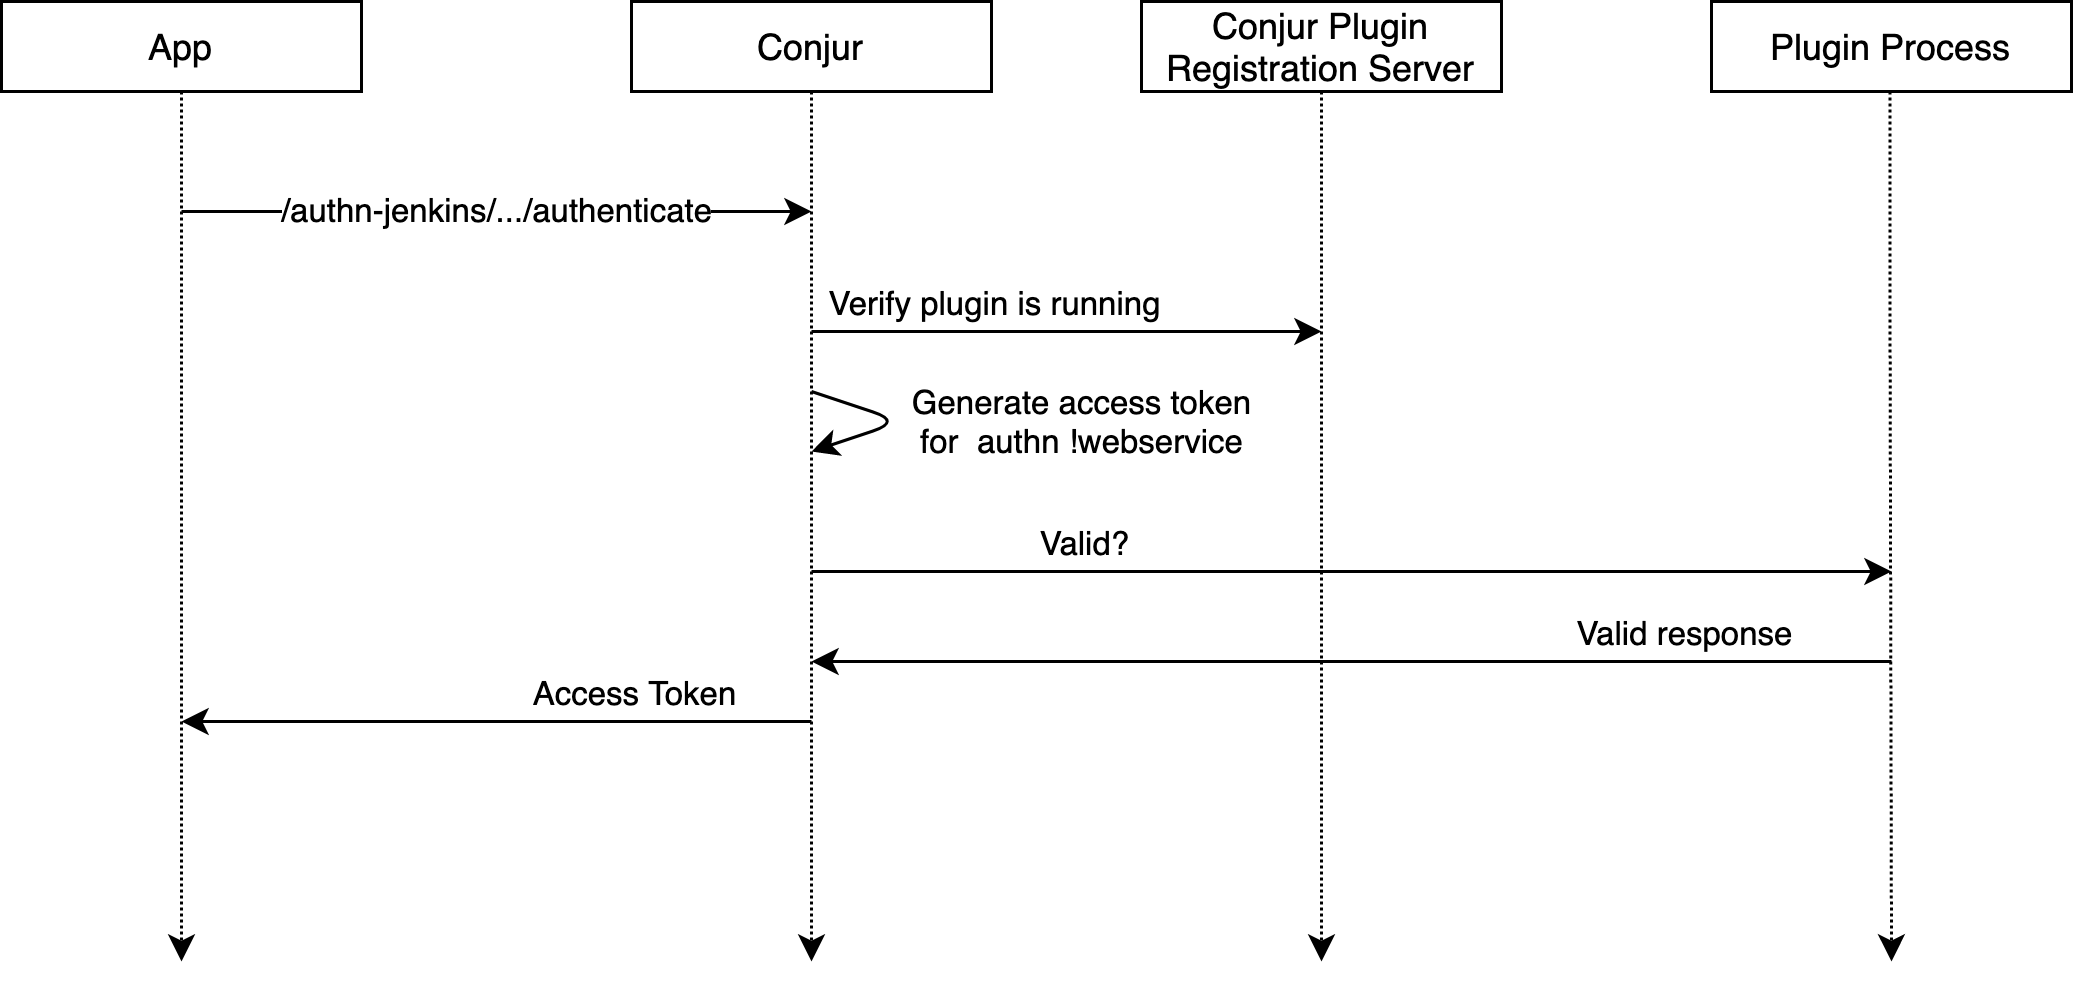 App
Conjur
Conjur Plugin
Registration Server
Plugin Process
/authn-jenkins/.../authenticate
Verify plugin is running
Generate access token
for authn !webservice
Valid?
Valid response
Access Token